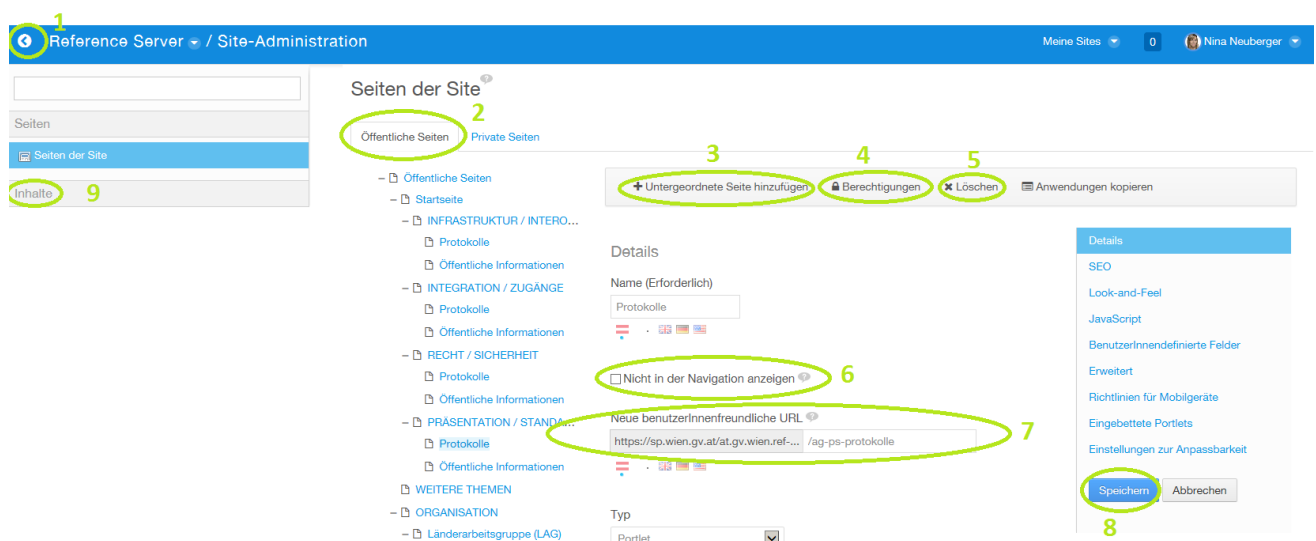 1
Reference Server / Site-Administration
Meine Sites 0 Nina Neuberger
Seiten
Seiten der Site
Inhalte 9
Seiten der Site
2
Öffentliche Seiten Private Seiten
3 4 5
+ Untergeordnete Seite hinzufügen Berechtigungen Löschen Anwendungen kopieren
– Öffentliche Seiten
– Startseite
– INFRASTRUKTUR / INTERO...
Protokolle
Öffentliche Informationen
– INTEGRATION / ZUGÄNGE
Protokolle
Öffentliche Informationen
– RECHT / SICHERHEIT
Protokolle
Öffentliche Informationen
– PRÄSENTATION / STANDA...
Protokolle
Öffentliche Informationen
WEITERE THEMEN
– ORGANISATION
– Länderarbeitsgruppe (LAG)
Details
Name (Erforderlich)
Protokolle
Nicht in der Navigation anzeigen 6
Neue benutzerInnenfreundliche URL
https://sp.wien.gv.at/at.gv.wien.ref-... /ag-ps-protokolle 7
Typ
Portlet
Details
SEO
Look-and-Feel
JavaScript
BenutzerInnendefinierte Felder
Erweitert
Richtlinien für Mobilgeräte
Eingebettete Portlets
Einstellungen zur Anpassbarkeit
Speichern Abbrechen
8